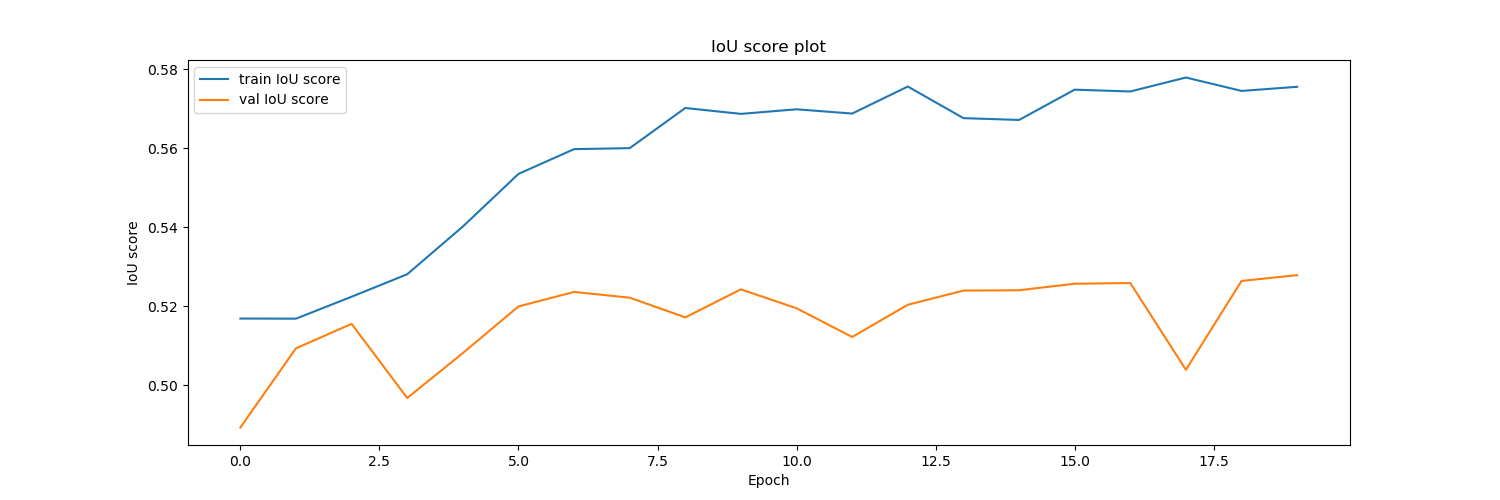 IoU score plot
train IoU score
val IoU score
0.58
0.56
0.54
0.52
0.50
IoU score
0.0 2.5 5.0 7.5 10.0 12.5 15.0 17.5
Epoch